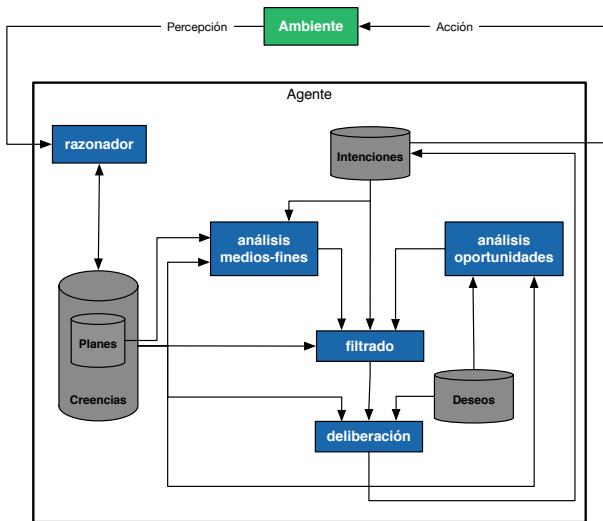 Percepción
Ambiente
Acción
Agente
razonador
Intenciones
análisis
medios-fines
análisis
oportunidades
Planes
filtrado
Creencias
Deseos
deliberación